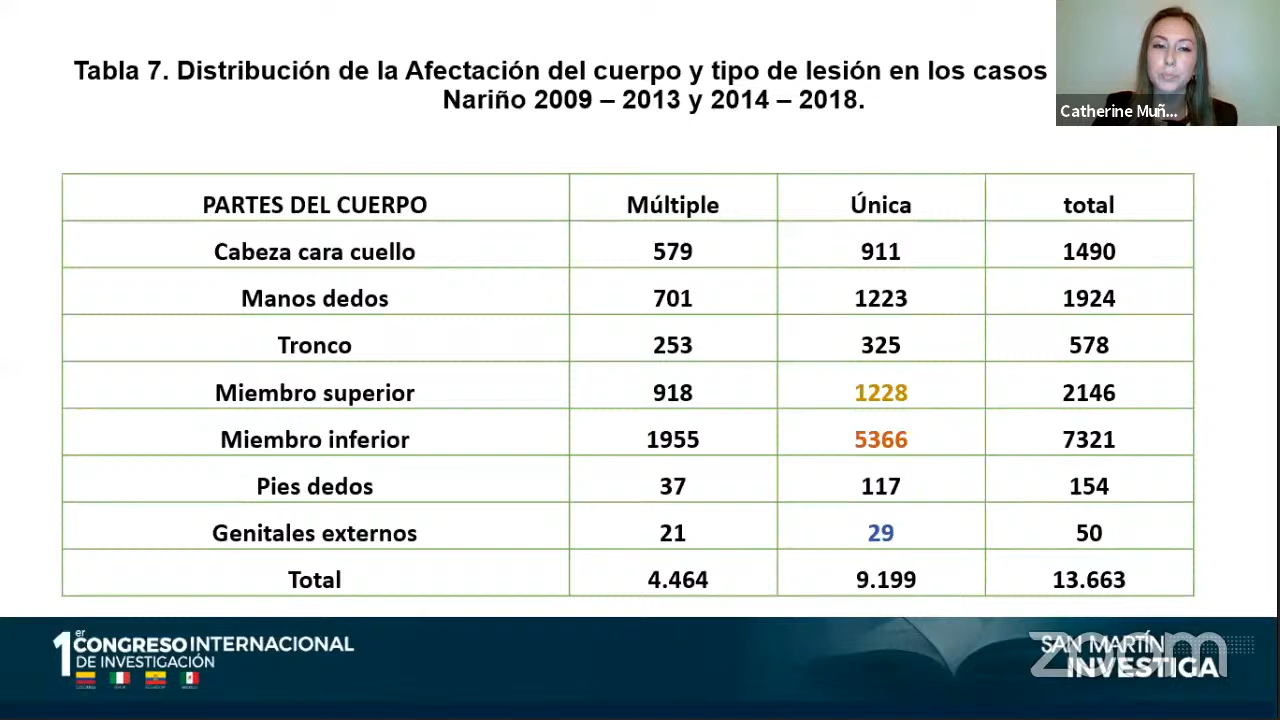 Tabla 7. Distribución de la Afectación del cuerpo y tipo de lesión en los casos
Nariño 2009 – 2013 y 2014 – 2018.
Catherine Muñ...
PARTES DEL CUERPO Múltiple Única total
Cabeza cara cuello 579 911 1490
Manos dedos 701 1223 1924
Tronco 253 325 578
Miembro superior 918 1228 2146
Miembro inferior 1955 5366 7321
Pies dedos 37 117 154
Genitales externos 21 29 50
Total 4.464 9.199 13.663
1er CONGRESO INTERNACIONAL
DE INVESTIGACIÓN
SAN MARTÍN
INVESTIGA
zoom